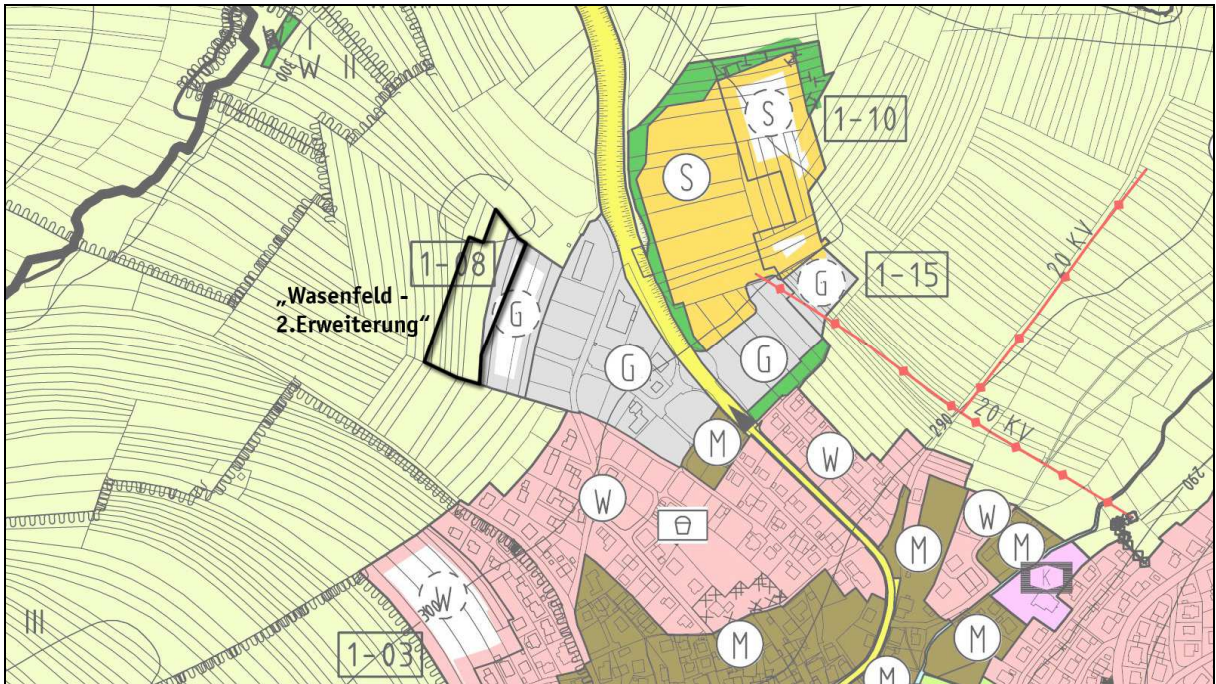 W I
W II
300
S
1-10
S
20 KV
1-08
1-15
G
„Wasenfeld -
2.Erweiterung“
G
G
G
20 KV
290
M
W
290
W
W
M
M
K
W
300
III
1-03
M
M
M